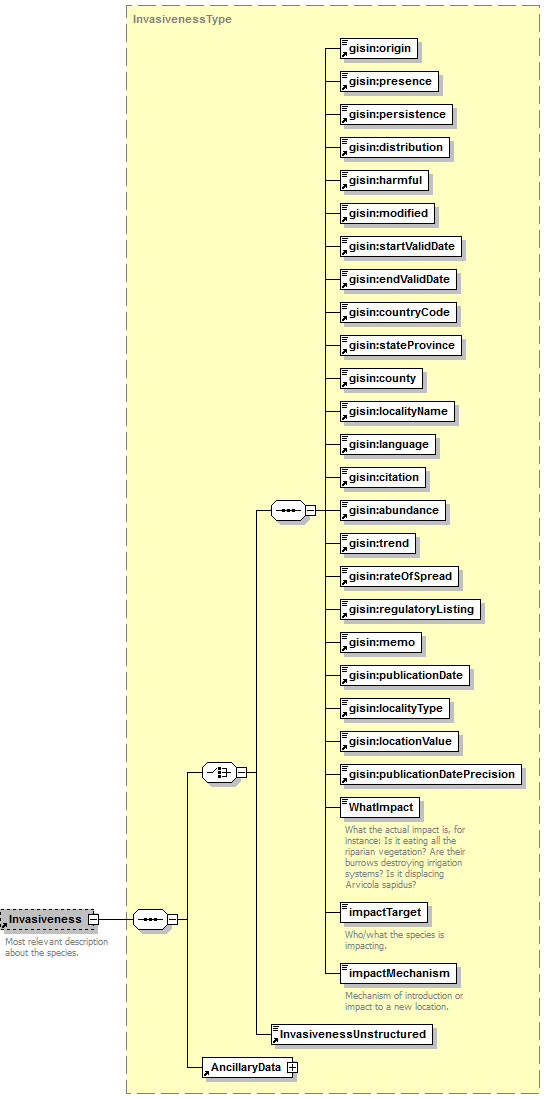 InvasivenessType
gisin:origin
gisin:presence
gisin:persistence
gisin:distribution
gisin:harmful
gisin:modified
gisin:startValidDate
gisin:endValidDate
gisin:countryCode
gisin:stateProvince
gisin:county
gisin:localityName
gisin:language
gisin:citation
gisin:abundance
gisin:trend
gisin:rateOfSpread
gisin:regulatoryListing
gisin:memo
gisin:publicationDate
gisin:localityType
gisin:locationValue
gisin:publicationDatePrecision
WhatImpact
What the actual impact is, for
instance: Is it eating all the
riparian vegetation? Are their
burrows destroying irrigation
systems? Is it displacing
Arvicola sapidus?
impactTarget
Who/what the species is
impacting.
impactMechanism
Mechanism of introduction or
impact to a new location.
Invasiveness
Most relevant description
about the species.
InvasivenessUnstructured
AncillaryData